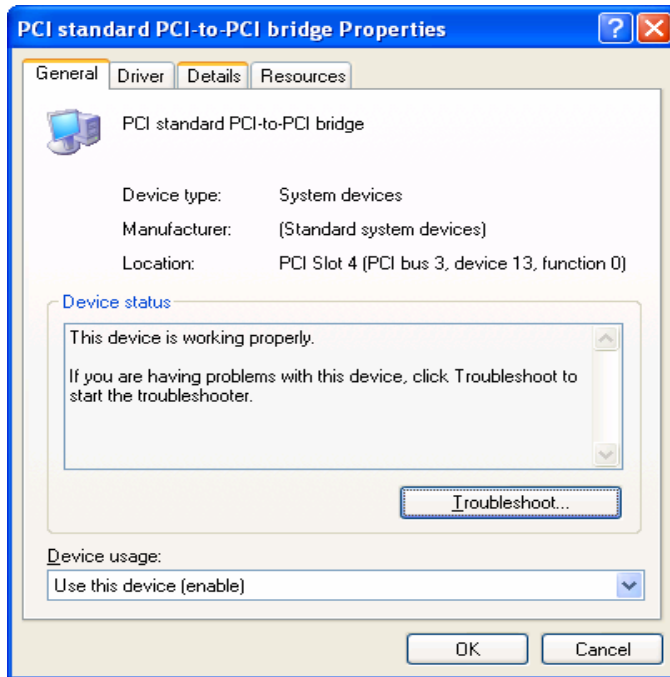 PCI standard PCI-to-PCI bridge Properties
General Driver Details Resources
PCI standard PCI-to-PCI bridge
Device type: System devices
Manufacturer: (Standard system devices)
Location: PCI Slot 4 (PCI bus 3, device 13, function 0)
Device status
This device is working properly.
If you are having problems with this device, click Troubleshoot to
start the troubleshooter.
Troubleshoot...
Device usage:
Use this device (enable)
OK Cancel